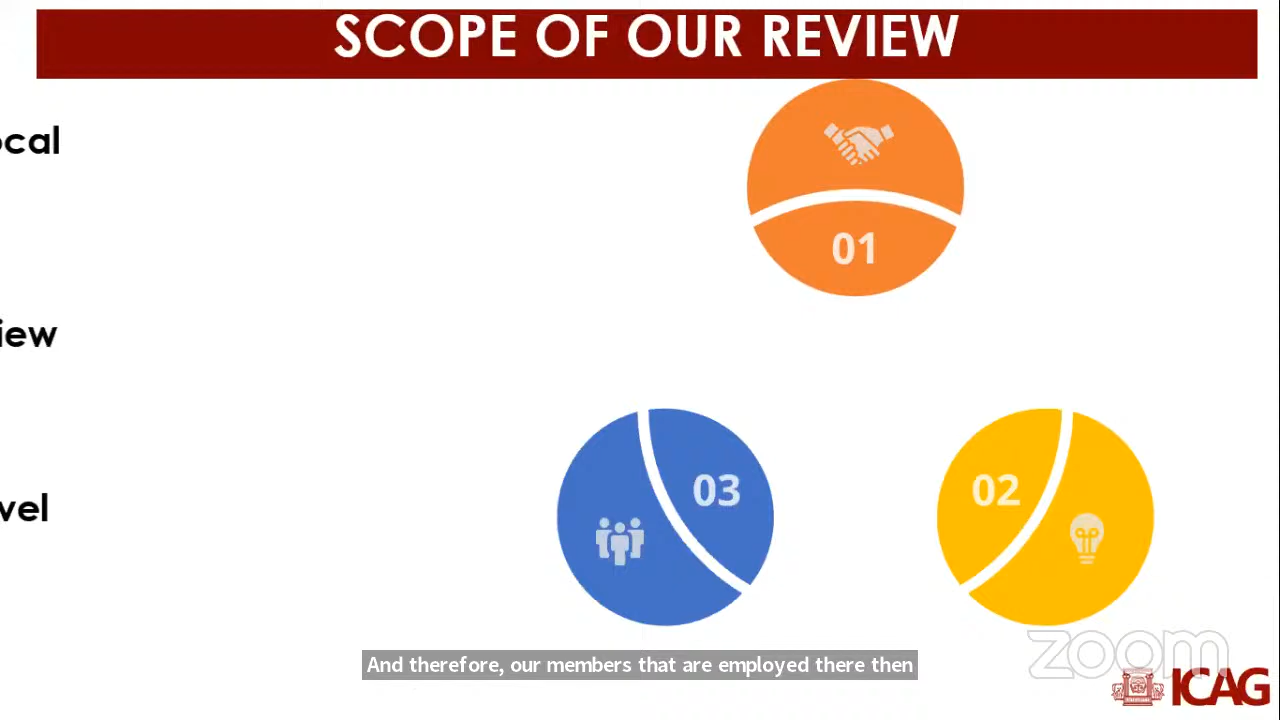 SCOPE OF OUR REVIEW
ocal
01
iew
03
02
vel
And therefore, our members that are employed there then
zoom
ICAG